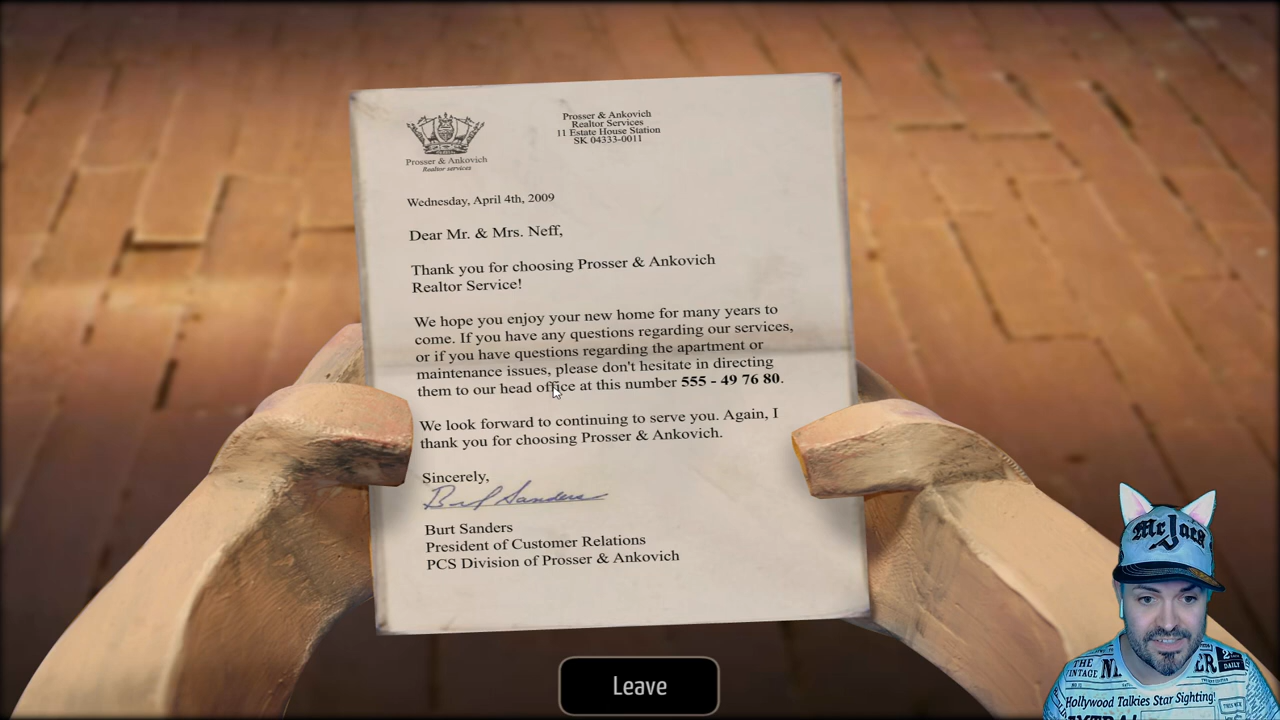 Prosser & Ankovich
Realtor services
Prosser & Ankovich
Realtor Services
11 Estate House Station
SK 04333-0011
Wednesday, April 4th, 2009
Dear Mr. & Mrs. Neff,
Thank you for choosing Prosser & Ankovich
Realtor Service!
We hope you enjoy your new home for many years to
come. If you have any questions regarding our services,
or if you have questions regarding the apartment or
maintenance issues, please don't hesitate in directing
them to our head office at this number 555 - 49 76 80.
We look forward to continuing to serve you. Again, I
thank you for choosing Prosser & Ankovich.
Sincerely,
Burt Sanders
Burt Sanders
President of Customer Relations
PCS Division of Prosser & Ankovich
Leave
McJaes
THE
VINTAGE
DAILY
Hollywood Talkies Star Sighting!